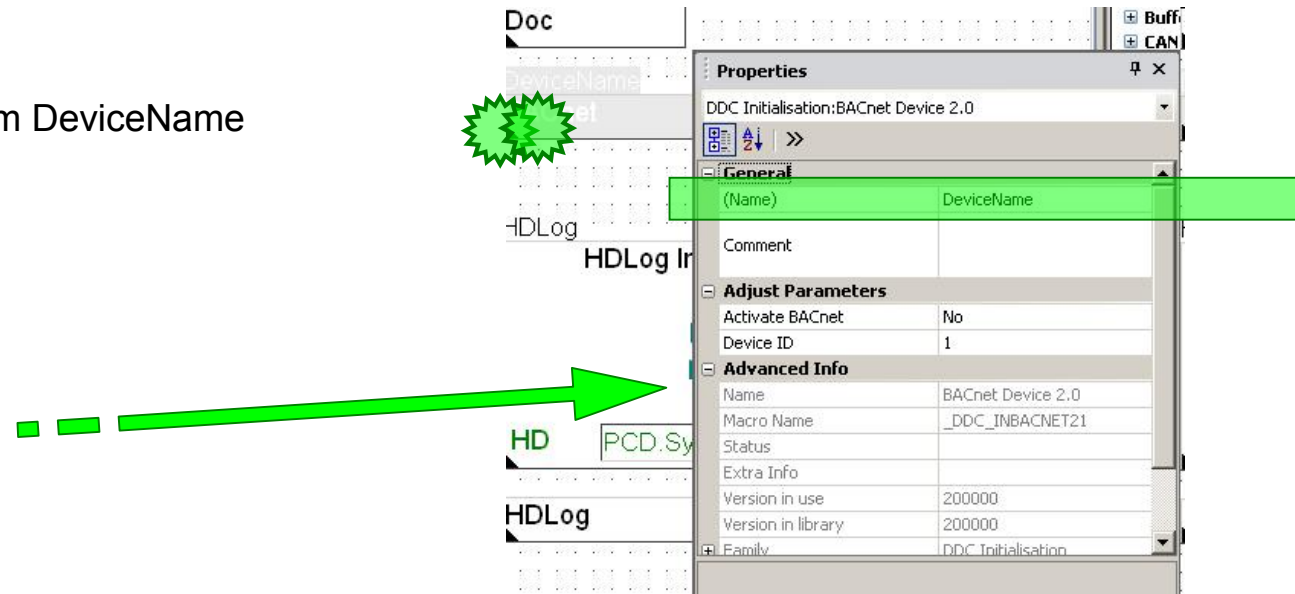 Doc
Buff
CAN
Properties
DeviceName
m DeviceName
DDC Initialisation:BACnet Device 2.0
General
(Name) DeviceName
HDLog
Comment
HDLog In
Adjust Parameters
Activate BACnet No
Device ID 1
Advanced Info
Name BACnet Device 2.0
Macro Name _DDC_INBACNET21
HD PCD.Sy
Status
Extra Info
Version in use 200000
HDLog
Version in library 200000
Family DDC Initialisation